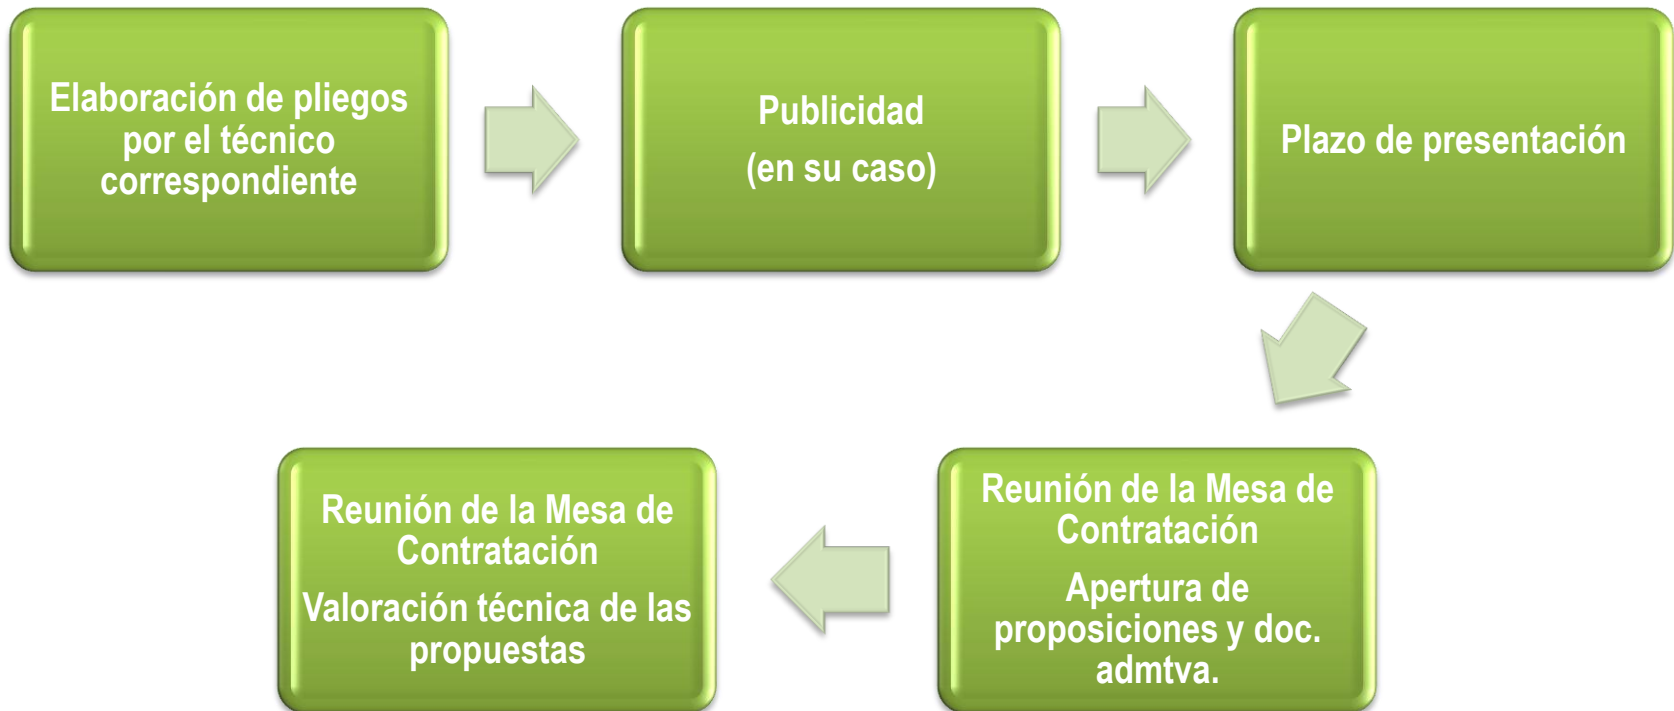 Elaboración de pliegos
por el técnico
correspondiente
Publicidad
(en su caso)
Plazo de presentación
Reunión de la Mesa de
Contratación
Apertura de
proposiciones y doc.
admtva.
Reunión de la Mesa de
Contratación
Valoración técnica de las
propuestas